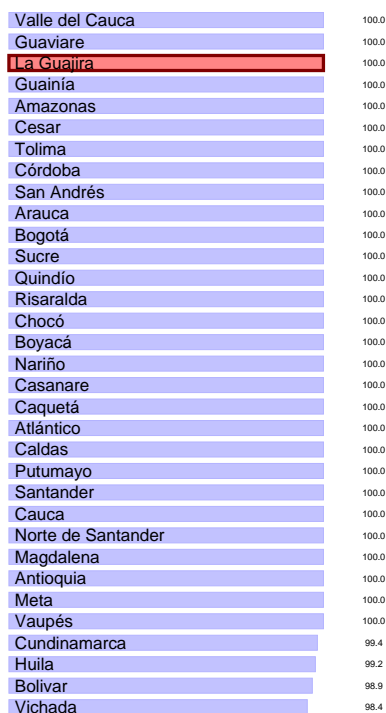 Valle del Cauca 100.0
Guaviare 100.0
La Guajira 100.0
Guainía 100.0
Amazonas 100.0
Cesar 100.0
Tolima 100.0
Córdoba 100.0
San Andrés 100.0
Arauca 100.0
Bogotá 100.0
Sucre 100.0
Quindío 100.0
Risaralda 100.0
Chocó 100.0
Boyacá 100.0
Nariño 100.0
Casanare 100.0
Caquetá 100.0
Atlántico 100.0
Caldas 100.0
Putumayo 100.0
Santander 100.0
Cauca 100.0
Norte de Santander 100.0
Magdalena 100.0
Antioquia 100.0
Meta 100.0
Vaupés 100.0
Cundinamarca 99.4
Huila 99.2
Bolivar 98.9
Vichada 98.4